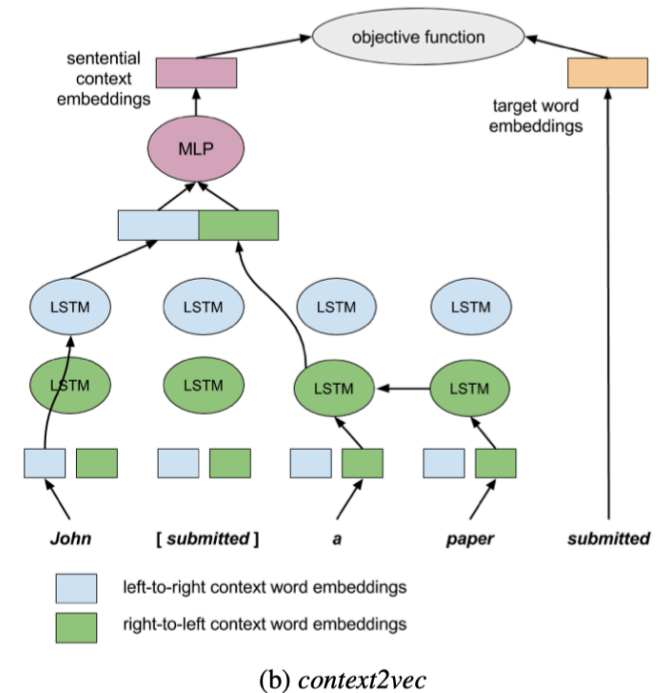 objective function
sentential
context
embeddings
target word
embeddings
MLP
LSTM LSTM LSTM LSTM
LSTM LSTM LSTM LSTM
John [ submitted ] a paper submitted
left-to-right context word embeddings
right-to-left context word embeddings
(b) context2vec